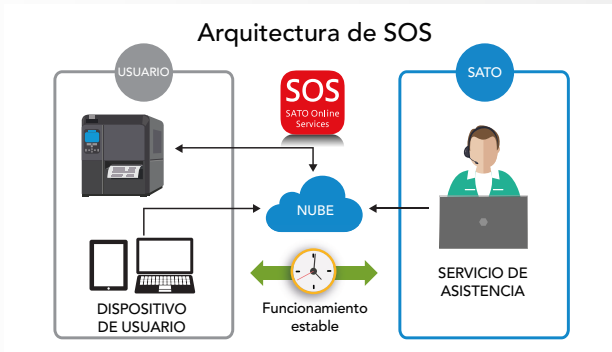 Arquitectura de SOS
USUARIO
SOS
SATO Online
Services
SATO
NUBE
DISPOSITIVO
DE USUARIO
Funcionamiento
estable
SERVICIO DE
ASISTENCIA